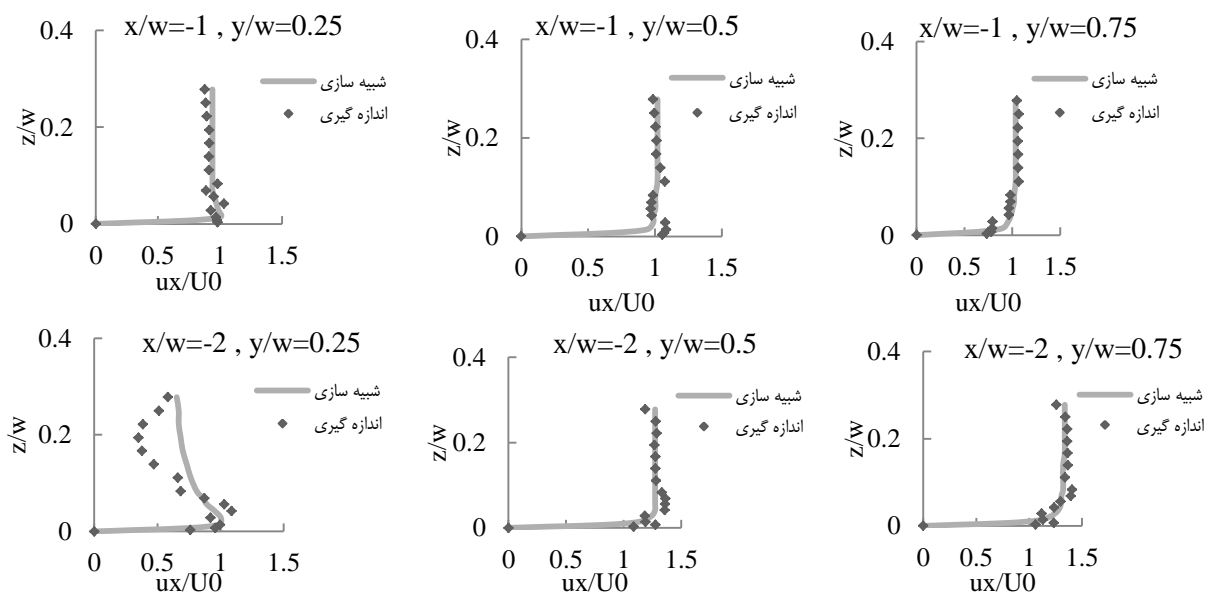 x/w=-1 , y/w=0.25
0.4
0.2
0
z/w
شبیه سازی
اندازه گیری
0 0.5 1 1.5
ux/U0
x/w=-1 , y/w=0.5
0.4
0.2
0
z/w
شبیه سازی
اندازه گیری
0 0.5 1 1.5
ux/U0
x/w=-1 , y/w=0.75
0.4
0.2
0
z/w
شبیه سازی
اندازه گیری
0 0.5 1 1.5
ux/U0
x/w=-2 , y/w=0.25
0.4
0.2
0
z/w
شبیه سازی
اندازه گیری
0 0.5 1 1.5
ux/U0
x/w=-2 , y/w=0.5
0.4
0.2
0
z/w
شبیه سازی
اندازه گیری
0 0.5 1 1.5
ux/U0
x/w=-2 , y/w=0.75
0.4
0.2
0
z/w
شبیه سازی
اندازه گیری
0 0.5 1 1.5
ux/U0